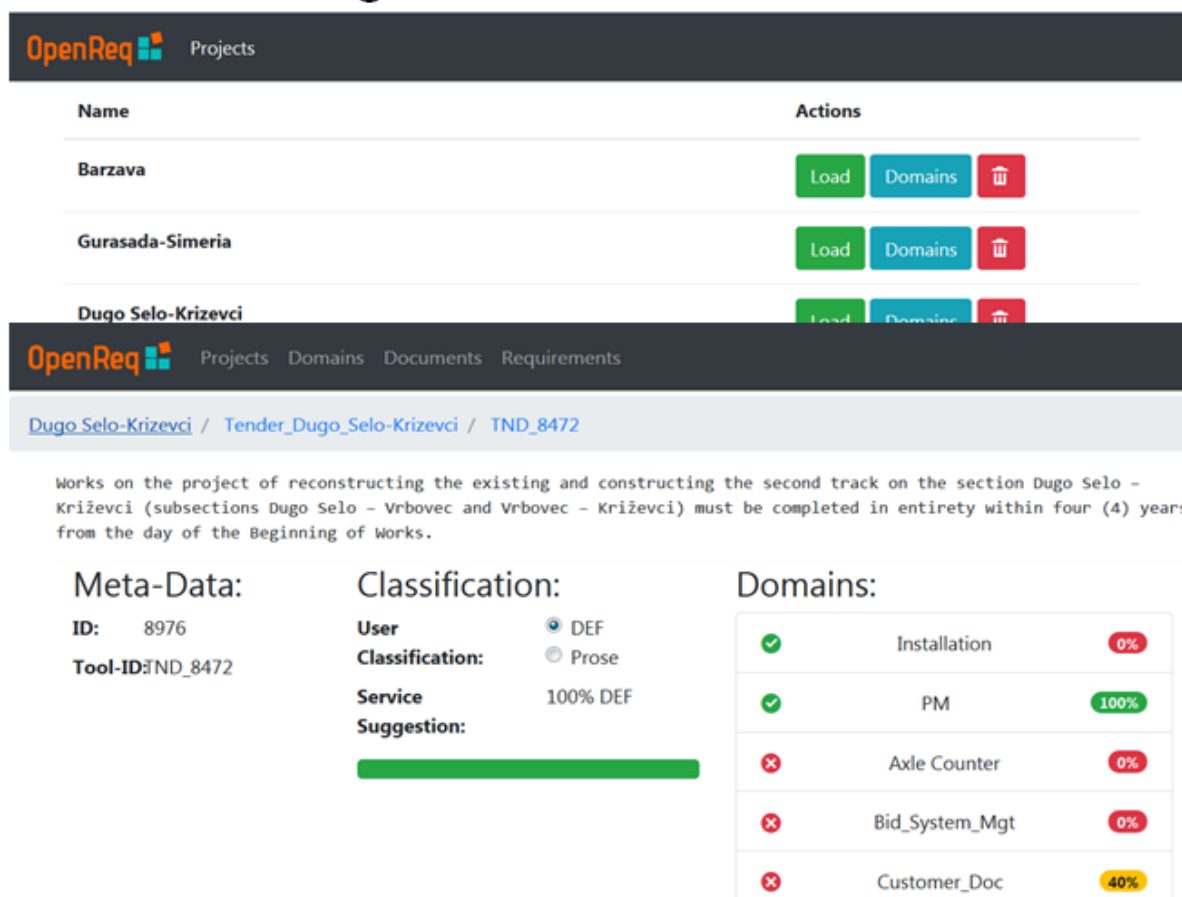 OpenReq Projects
Name Actions
Barzava Load Domains
Gurasada-Simeria Load Domains
Dugo Selo-Krizevci Load Domains
OpenReq Projects Domains Documents Requirements
Dugo Selo-Krizevci / Tender_Dugo_Selo-Krizevci / TND_8472
Works on the project of reconstructing the existing and constructing the second track on the section Dugo Selo –
Križevci (subsections Dugo Selo – Vrbovec and Vrbovec – Križevci) must be completed in entirety within four (4) years
from the day of the Beginning of Works.
Meta-Data: Classification: Domains:
ID: 8976 User DEF
Tool-ID:TND_8472 Classification: Prose
Service 100% DEF
Suggestion:
Installation 0%
PM 100%
Axle Counter 0%
Bid_System_Mgt 0%
Customer_Doc 40%